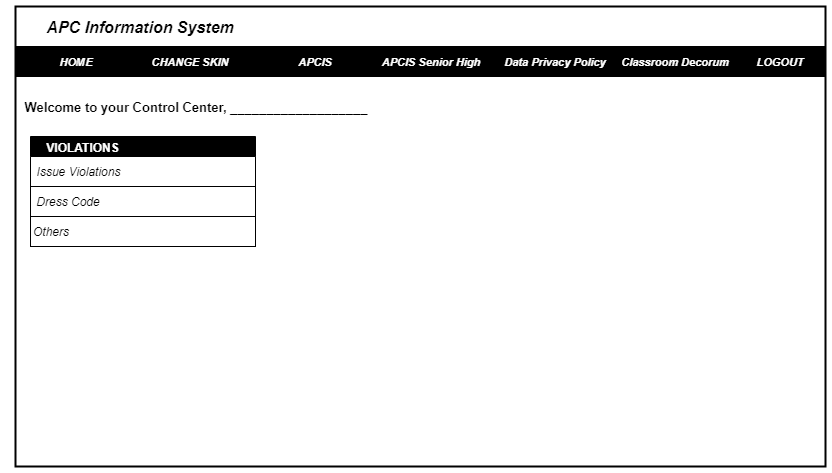 APC Information System
HOME CHANGE SKIN APCIS APCIS Senior High Data Privacy Policy Classroom Decorum LOGOUT
Welcome to your Control Center, ___________________
VIOLATIONS
Issue Violations
Dress Code
Others